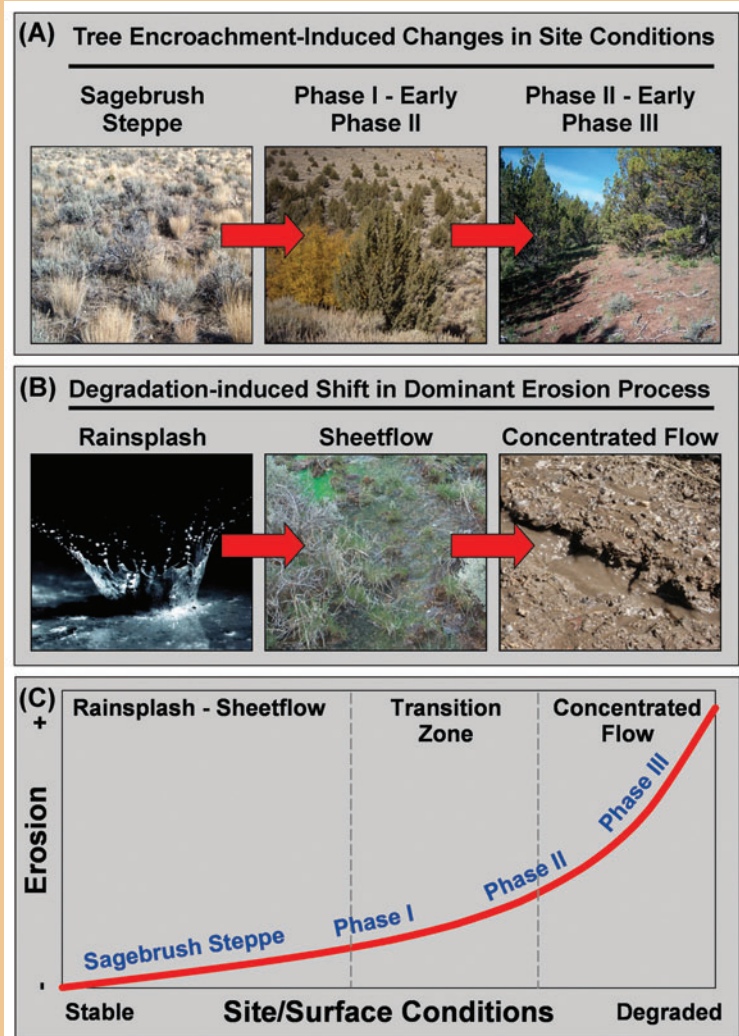 (A) Tree Encroachment-Induced Changes in Site Conditions
Sagebrush
Steppe
Phase I - Early
Phase II
Phase II - Early
Phase III
(B) Degradation-induced Shift in Dominant Erosion Process
Rainsplash
Sheetflow
Concentrated Flow
(C)
Rainsplash - Sheetflow
Transition
Zone
Concentrated
Flow
+
Erosion
-
Sagebrush Steppe
Phase I
Phase II
Phase III
Stable
Site/Surface Conditions
Degraded